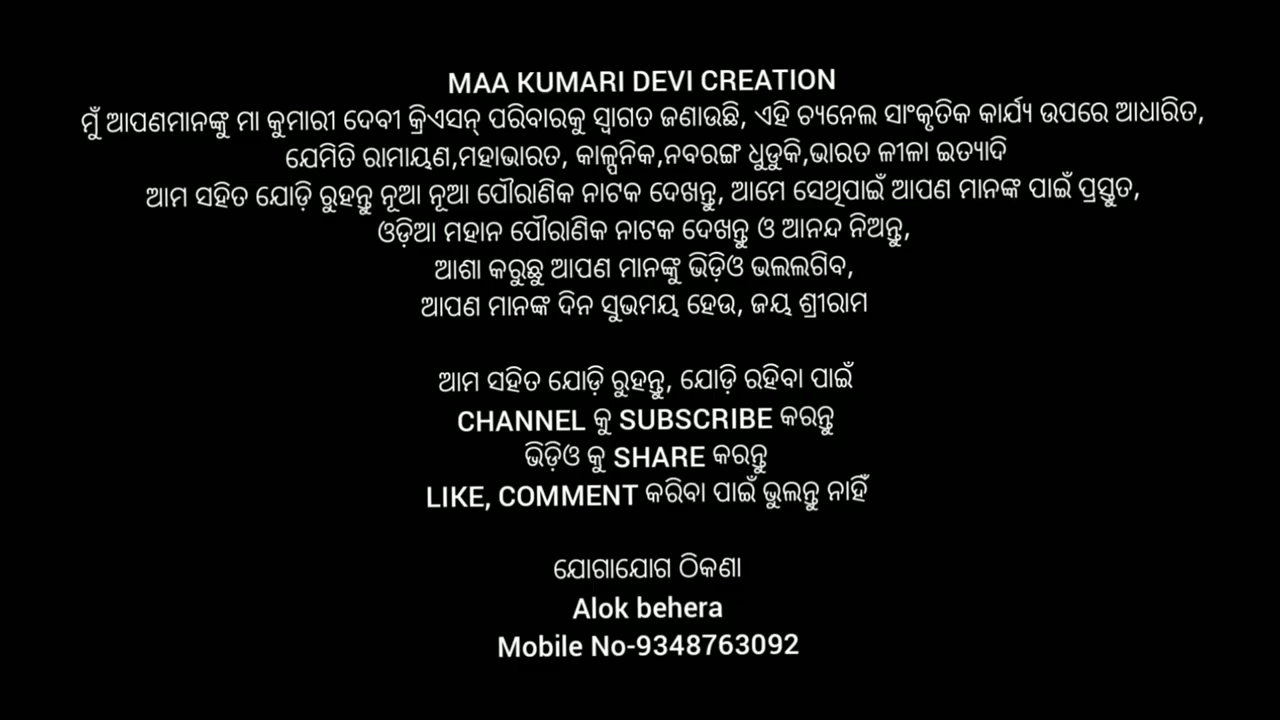 MAA KUMARI DEVI CREATION
ମୁଁ ଆପଣମାନଙ୍କୁ ମା କୁମାରୀ ଦେବୀ କ୍ରିଏସନ୍ ପରିବାରକୁ ସ୍ଵାଗତ ଜଣାଉଛି, ଏହି ଚ୍ୟନେଲ ସାଂକୃତିକ କାର୍ଯ୍ୟ ଉପରେ ଆଧାରିତ,
ଯେମିତି ରାମାୟଣ,ମହାଭାରତ, କାଳ୍ପନିକ,ନବରଙ୍ଗ ଧୁଡୁକି,ଭାରତ ଳୀଳା ଇତ୍ୟାଦି
ଆମ ସହିତ ଯୋଡ଼ି ରୁହନ୍ତୁ ନୂଆ ନୂଆ ପୌରାଣିକ ନାଟକ ଦେଖନ୍ତୁ, ଆମେ ସେଥିପାଇଁ ଆପଣ ମାନଙ୍କ ପାଇଁ ପ୍ରସ୍ତୁତ,
ଓଡ଼ିଆ ମହାନ ପୌରାଣିକ ନାଟକ ଦେଖନ୍ତୁ ଓ ଆନନ୍ଦ ନିଅନ୍ତୁ,
ଆଶା କରୁଛୁ ଆପଣ ମାନଙ୍କୁ ଭିଡ଼ିଓ ଭଲଲଗିବ,
ଆପଣ ମାନଙ୍କ ଦିନ ସୁଭମୟ ହେଉ, ଜୟ ଶ୍ରୀରାମ
ଆମ ସହିତ ଯୋଡ଼ି ରୁହନ୍ତୁ, ଯୋଡ଼ି ରହିବା ପାଇଁ
CHANNEL କୁ SUBSCRIBE କରନ୍ତୁ
ଭିଡ଼ିଓ କୁ SHARE କରନ୍ତୁ
LIKE, COMMENT କରିବା ପାଇଁ ଭୁଲନ୍ତୁ ନାହିଁ
ଯୋଗାଯୋଗ ଠିକଣା
Alok behera
Mobile No-9348763092